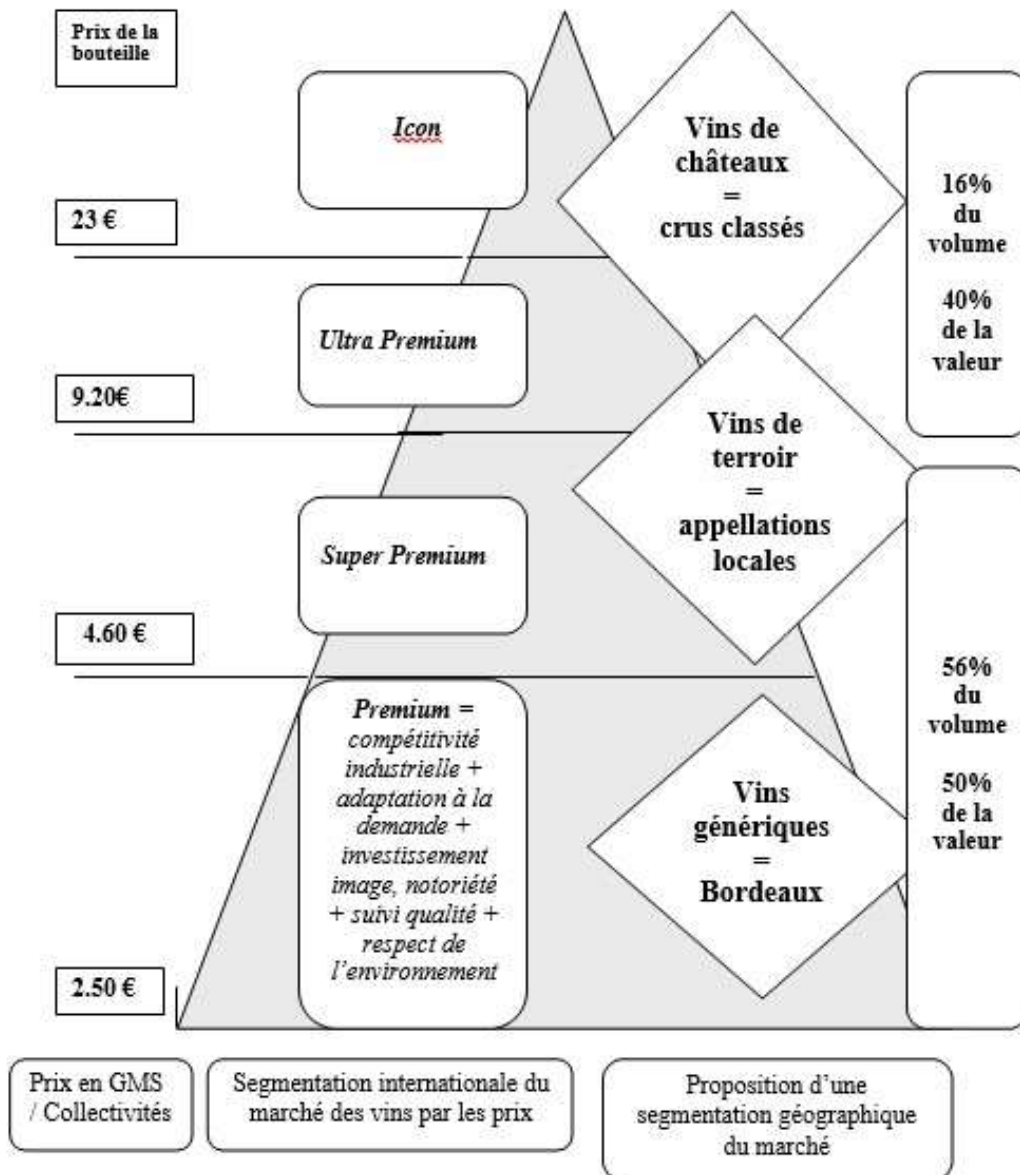 Prix de la
bouteille
Icon
Vins de
châteaux
=
crus classés
16%
du
volume
40%
de la
valeur
23 €
Ultra Premium
9.20€
Vins de
terroir
=
appellations
locales
Super Premium
4.60 €
56%
du
volume
50%
de la
valeur
Premium =
compétitivité
industrielle +
adaptation à la
demande +
investissement
image, notoriété
+ suivi qualité +
respect de
l'environnement
Vins
génériques
=
Bordeaux
2.50 €
Prix en GMS
/ Collectivités
Segmentation internationale du
marché des vins par les prix
Proposition d'une
segmentation géographique
du marché